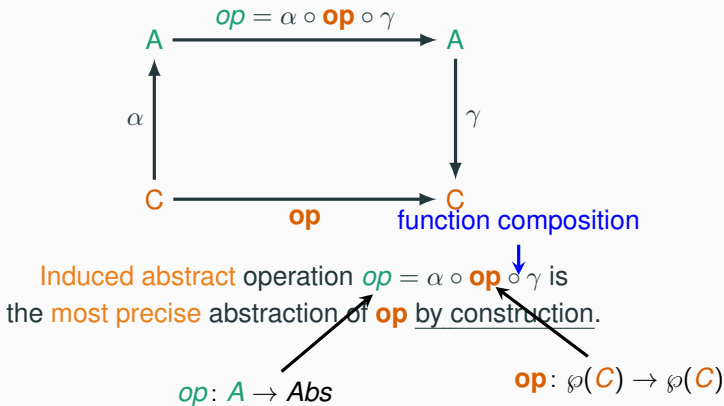 op = α ∘ op ∘ γ
A A
α γ
C C
op
function composition
Induced abstract operation op = α ∘ op ∘ γ is
the most precise abstraction of op by construction.
op: A → Abs
op: ℘(C) → ℘(C)